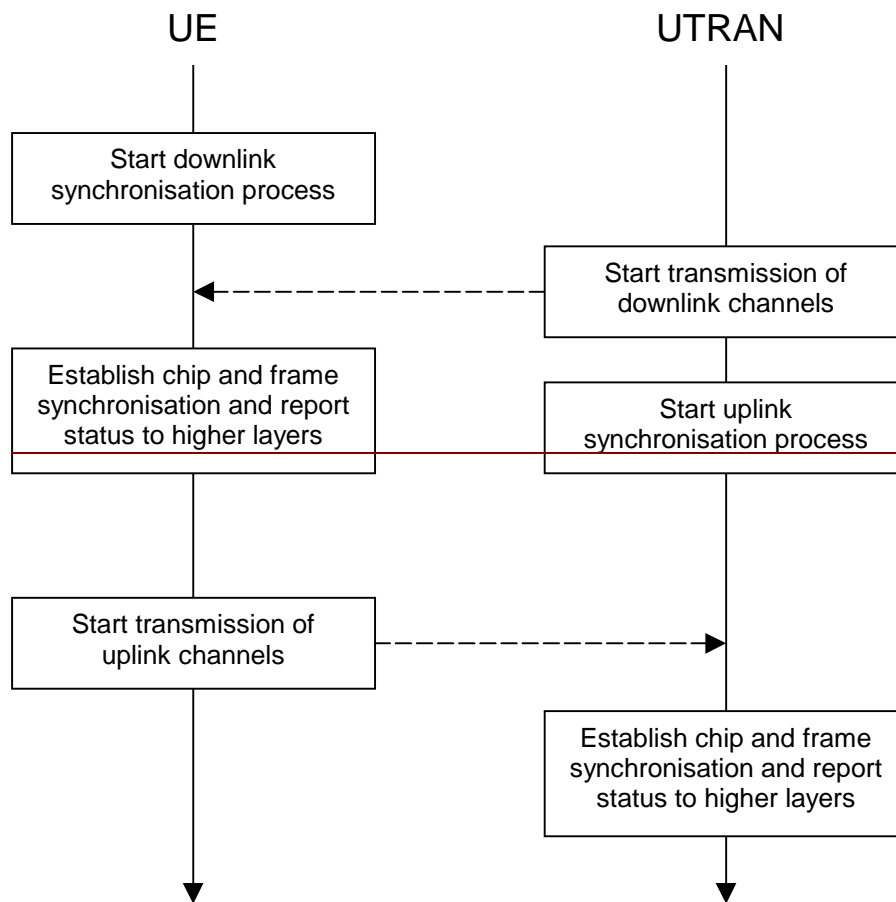 UE
UTRAN
Start downlink
synchronisation process
Start transmission of
downlink channels
Establish chip and frame
synchronisation and report
status to higher layers
Start uplink
synchronisation process
Start transmission of
uplink channels
Establish chip and frame
synchronisation and report
status to higher layers